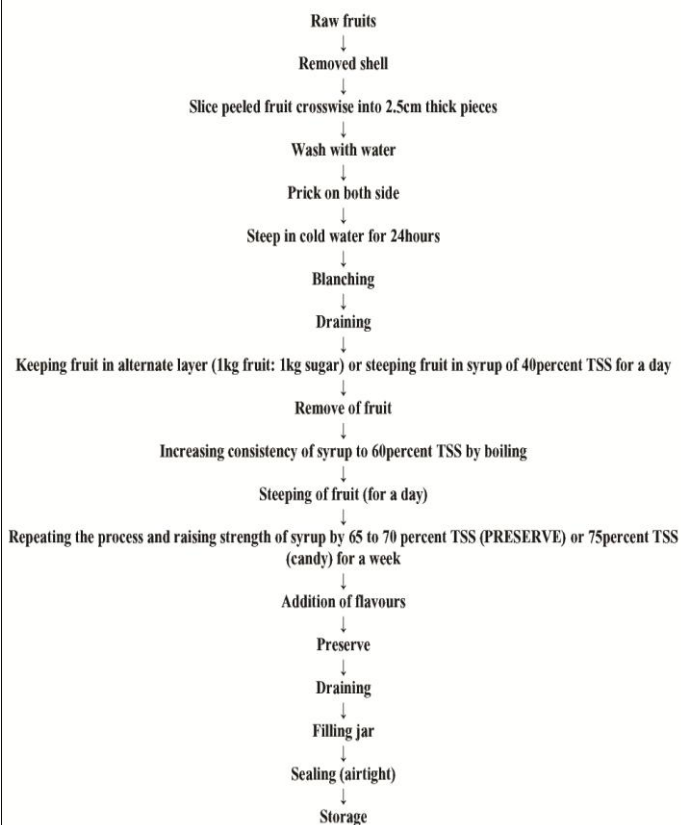 Raw fruits
↓
Removed shell
↓
Slice peeled fruit crosswise into 2.5cm thick pieces
↓
Wash with water
↓
Prick on both side
↓
Steep in cold water for 24hours
↓
Blanching
↓
Draining
↓
Keeping fruit in alternate layer (1kg fruit: 1kg sugar) or steeping fruit in syrup of 40percent TSS for a day
↓
Remove of fruit
↓
Increasing consistency of syrup to 60percent TSS by boiling
↓
Steeping of fruit (for a day)
↓
Repeating the process and raising strength of syrup by 65 to 70 percent TSS (PRESERVE) or 75percent TSS
(candy) for a week
↓
Addition of flavours
↓
Preserve
↓
Draining
↓
Filling jar
↓
Sealing (airtight)
↓
Storage